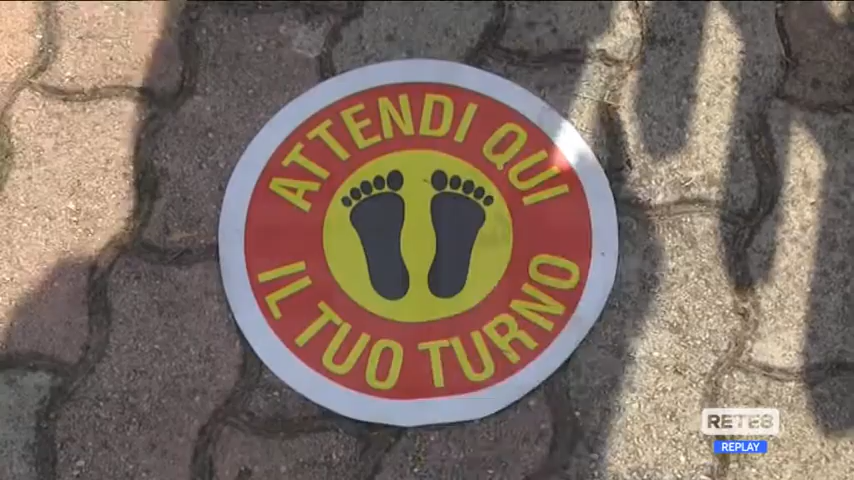 ATTENDI QUI
IL TUO TURNO
RETE8
REPLAY